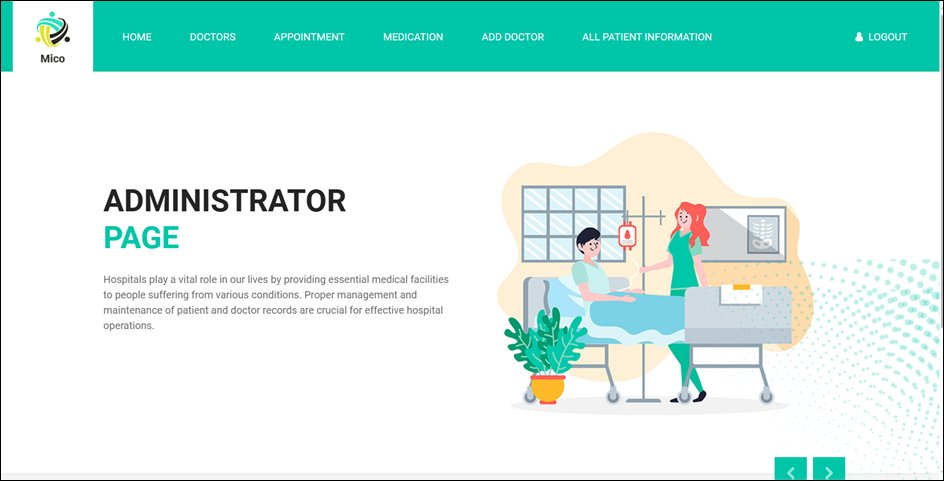 HOME DOCTORS APPOINTMENT MEDICATION ADD DOCTOR ALL PATIENT INFORMATION LOGOUT
Mico
ADMINISTRATOR
PAGE
Hospitals play a vital role in our lives by providing essential medical facilities
to people suffering from various conditions. Proper management and
maintenance of patient and doctor records are crucial for effective hospital
operations.